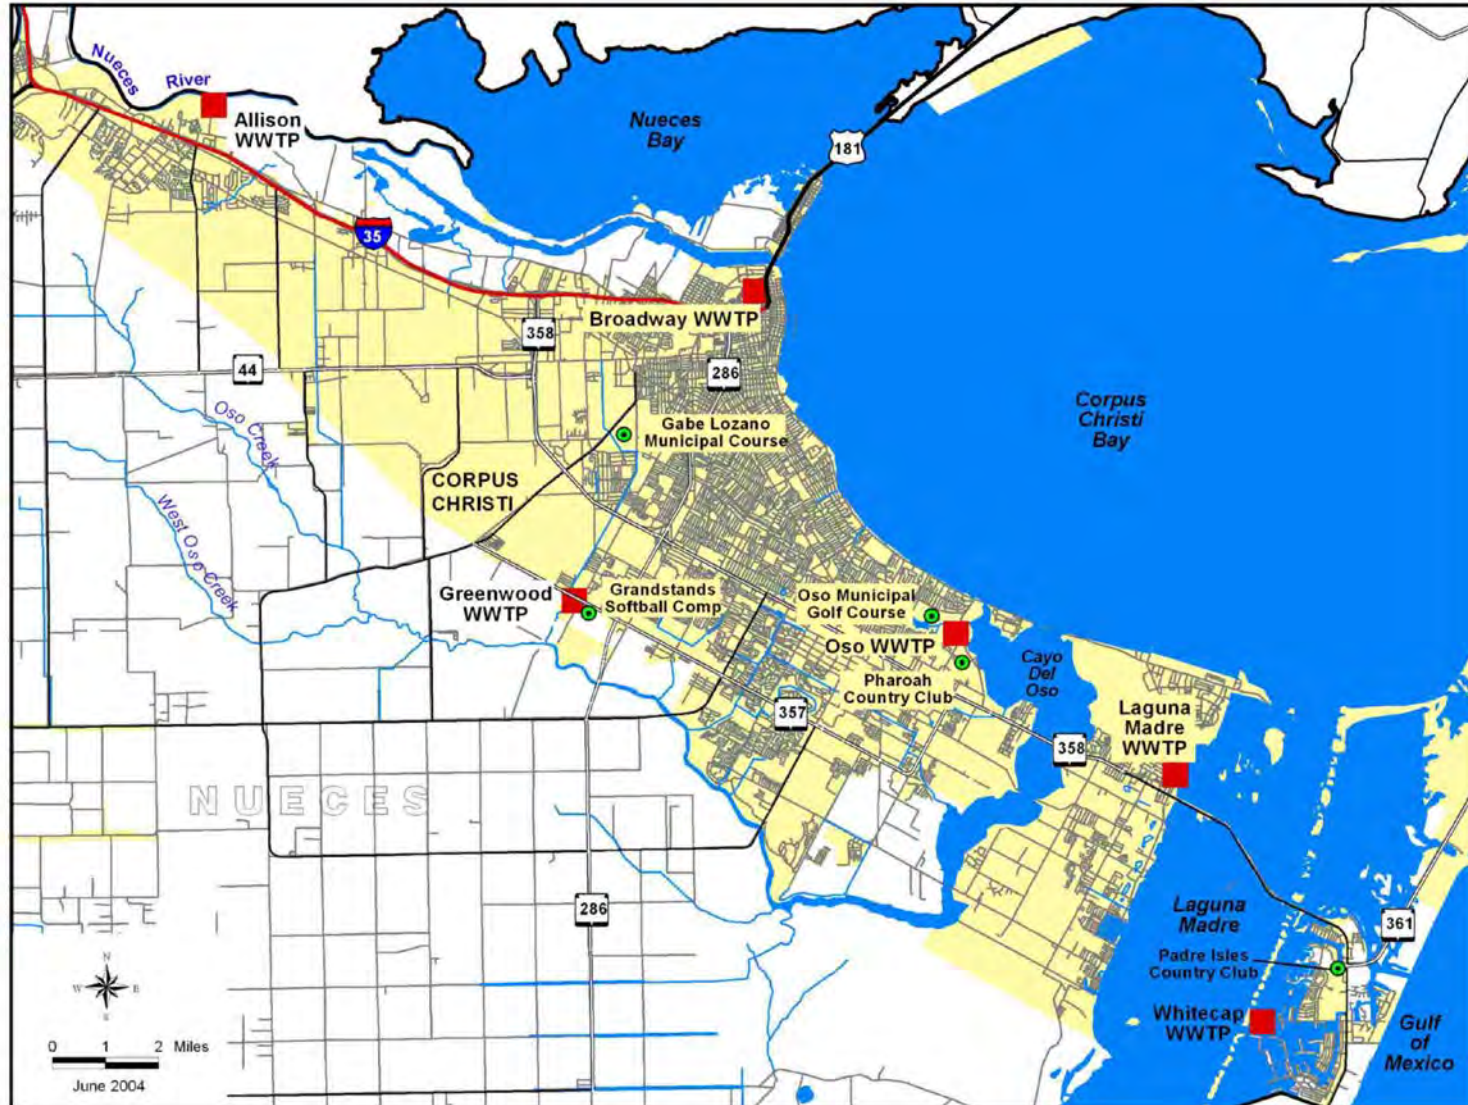 Nueces
River
Allison
WWTP
Nueces
Bay
181
35
Broadway WWTP
358
44
286
Corpus
Christi
Bay
Gabe Lozano
Municipal Course
Oso Creek
CORPUS
CHRISTI
West Oso Creek
Greenwood
WWTP
Grandstands
Softball Comp
Oso Municipal
Golf Course
Oso WWTP
Cayo
Del
Oso
Pharoah
Country Club
357
358
Laguna
Madre
WWTP
NUECES
286
Laguna
Madre
361
Padre Isles
Country Club
Whitecap
WWTP
Gulf
of
Mexico
N
W E
S
0 1 2 Miles
June 2004